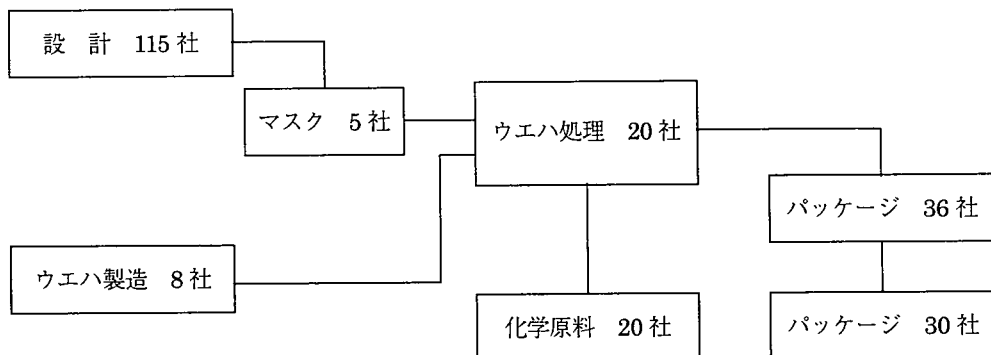 設 計 115社
マスク 5社
ウエハ処理 20社
パッケージ 36社
ウエハ製造 8社
化学原料 20社
パッケージ 30社